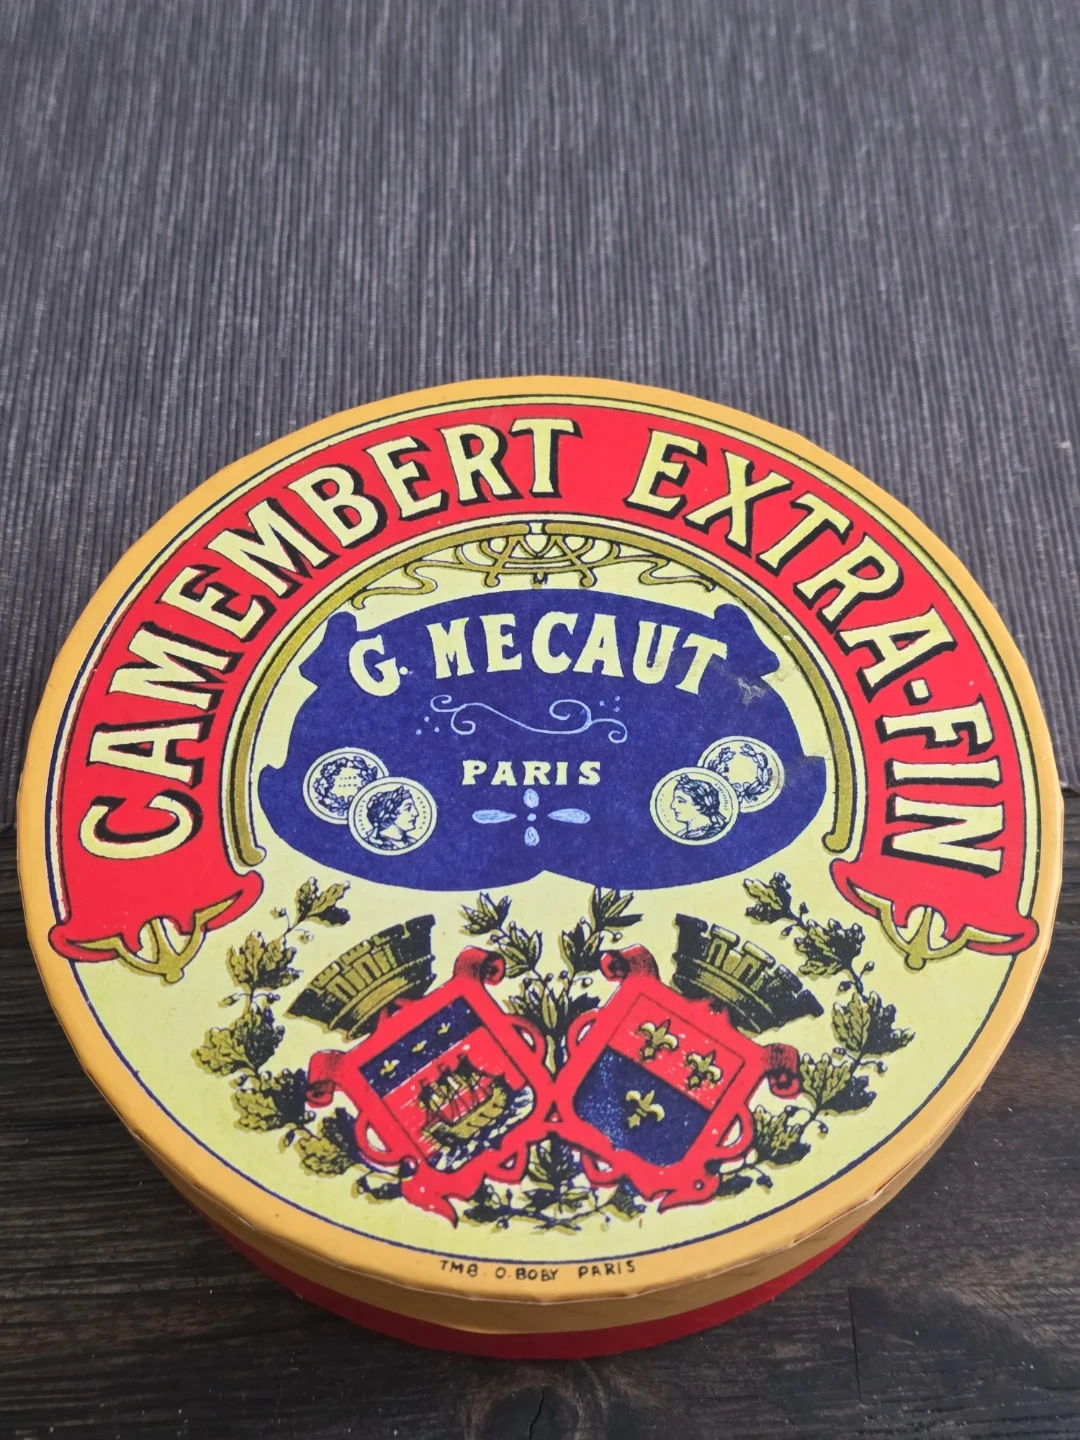 CAMEMBERT EXTRA-FIN
G. MECAUT
PARIS
TMB. O. BOBY PARIS